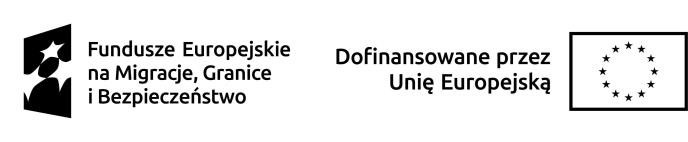 Fundusze Europejskie
na Migracje, Granice
i Bezpieczeństwo
Dofinansowane przez
Unię Europejską